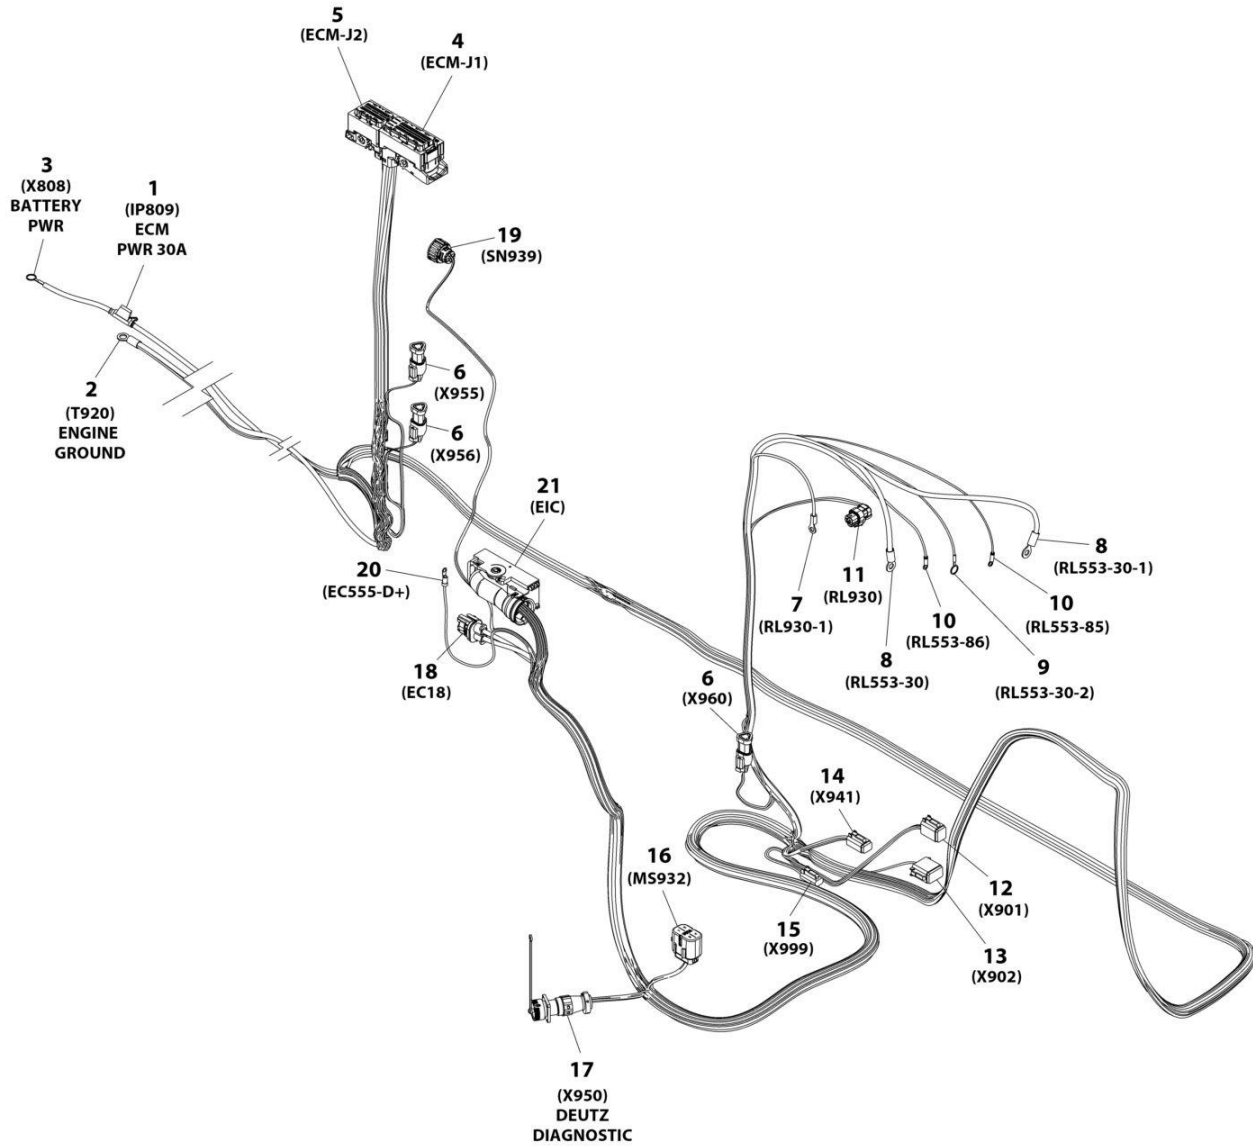 5
(ECM-J2)
4
(ECM-J1)
3
(X808)
BATTERY
PWR
1
(IP809)
ECM
PWR 30A
19
(SN939)
2
(T920)
ENGINE
GROUND
6
(X955)
6
(X956)
21
(EIC)
20
(EC555-D+)
18
(EC18)
7
(RL930-1)
11
(RL930)
8
(RL553-30)
10
(RL553-86)
9
(RL553-30-2)
10
(RL553-85)
8
(RL553-30-1)
6
(X960)
14
(X941)
12
(X901)
13
(X902)
15
(X999)
16
(MS932)
17
(X950)
DEUTZ
DIAGNOSTIC